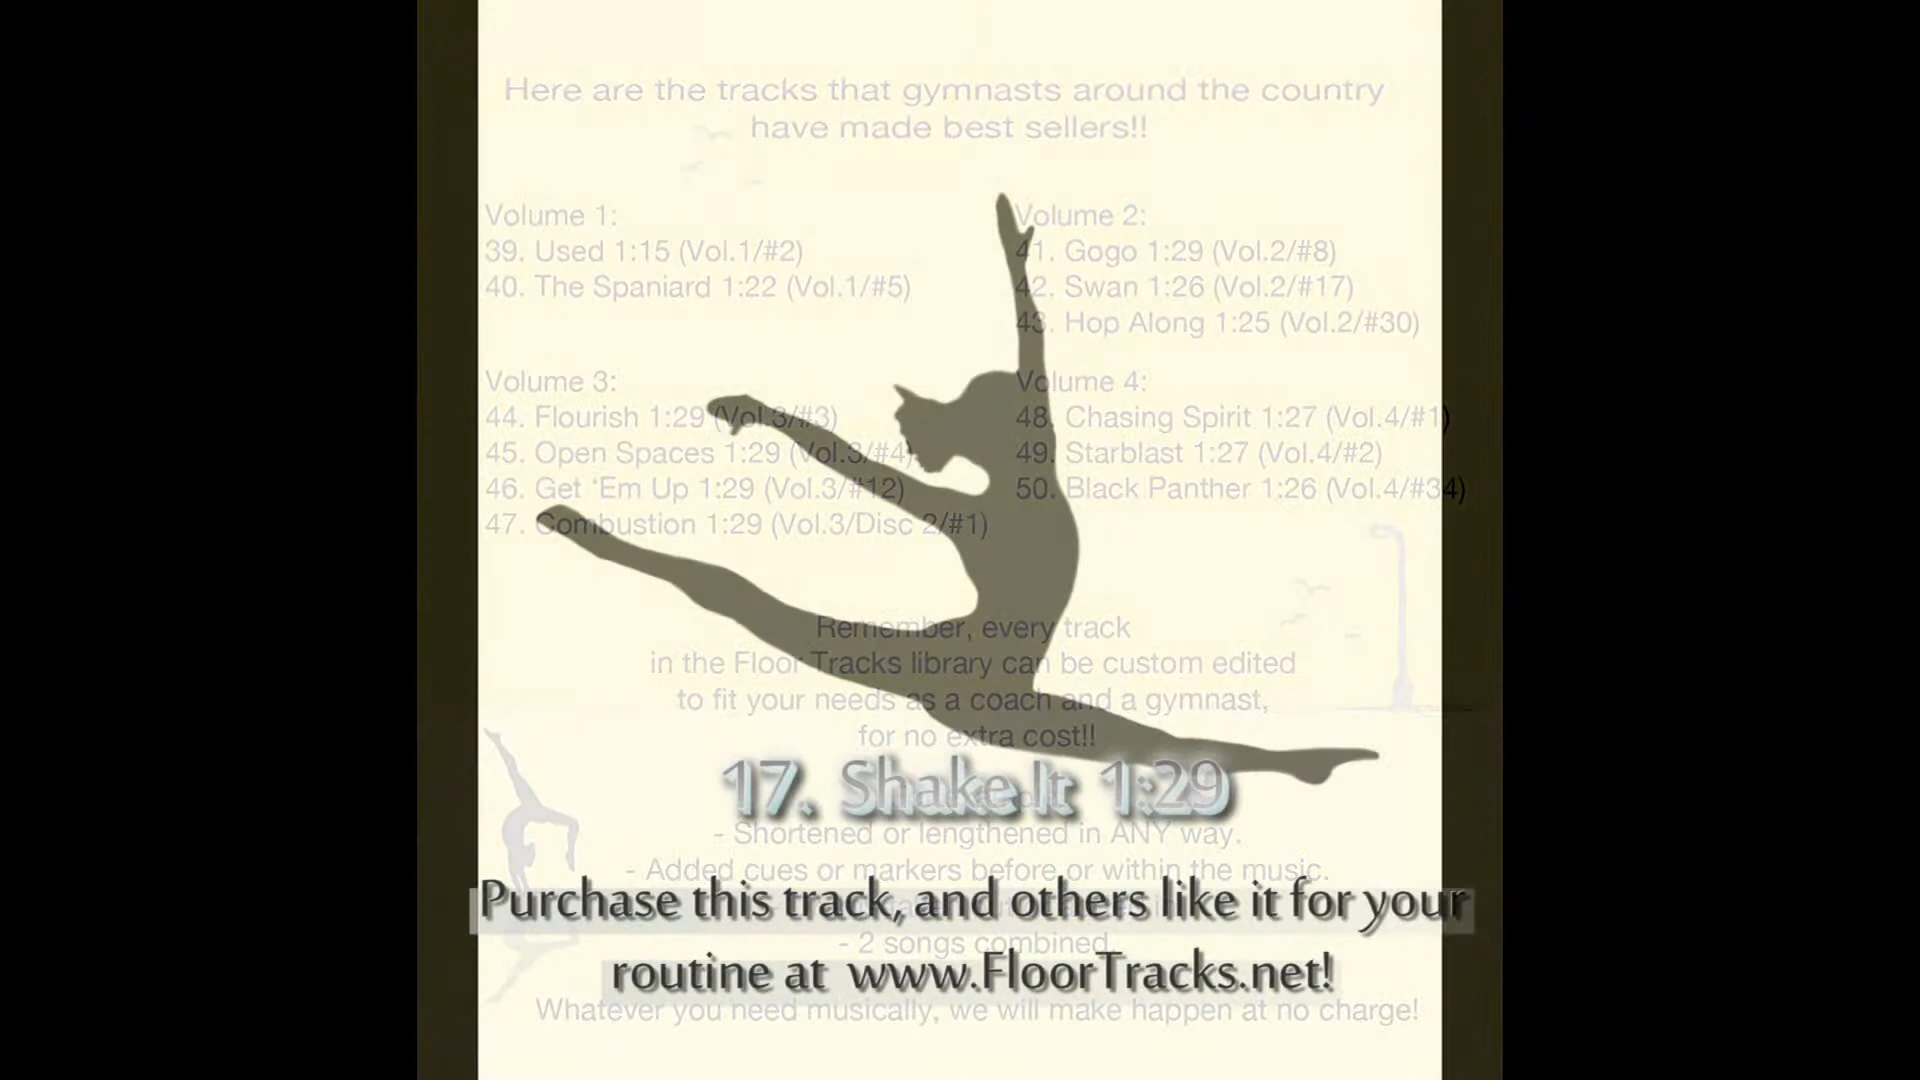 Here are the tracks that gymnasts around the country
have made best sellers!!
Volume 1:
39. Used 1:15 (Vol.1/#2)
40. The Spaniard 1:22 (Vol.1/#5)
Volume 2:
41. Gogo 1:29 (Vol.2/#8)
42. Swan 1:26 (Vol.2/#17)
43. Hop Along 1:25 (Vol.2/#30)
Volume 3:
44. Flourish 1:29 (Vol.3/#3)
45. Open Spaces 1:29 (Vol.3/#4)
46. Get ‘Em Up 1:29 (Vol.3/#12)
47. Combustion 1:29 (Vol.3/Disc 2/#1)
Volume 4:
48. Chasing Spirit 1:27 (Vol.4/#1)
49. Starblast 1:27 (Vol.4/#2)
50. Black Panther 1:26 (Vol.4/#34)
Remember, every track
in the Floor Tracks library can be custom edited
to fit your needs as a coach and a gymnast,
for no extra cost!!
17. Shake It 1:29
- Shortened or lengthened in ANY way.
- Added cues or markers before or within the music.
Purchase this track, and others like it for your
- 2 songs combined.
routine at www.FloorTracks.net!
Whatever you need musically, we will make happen at no charge!